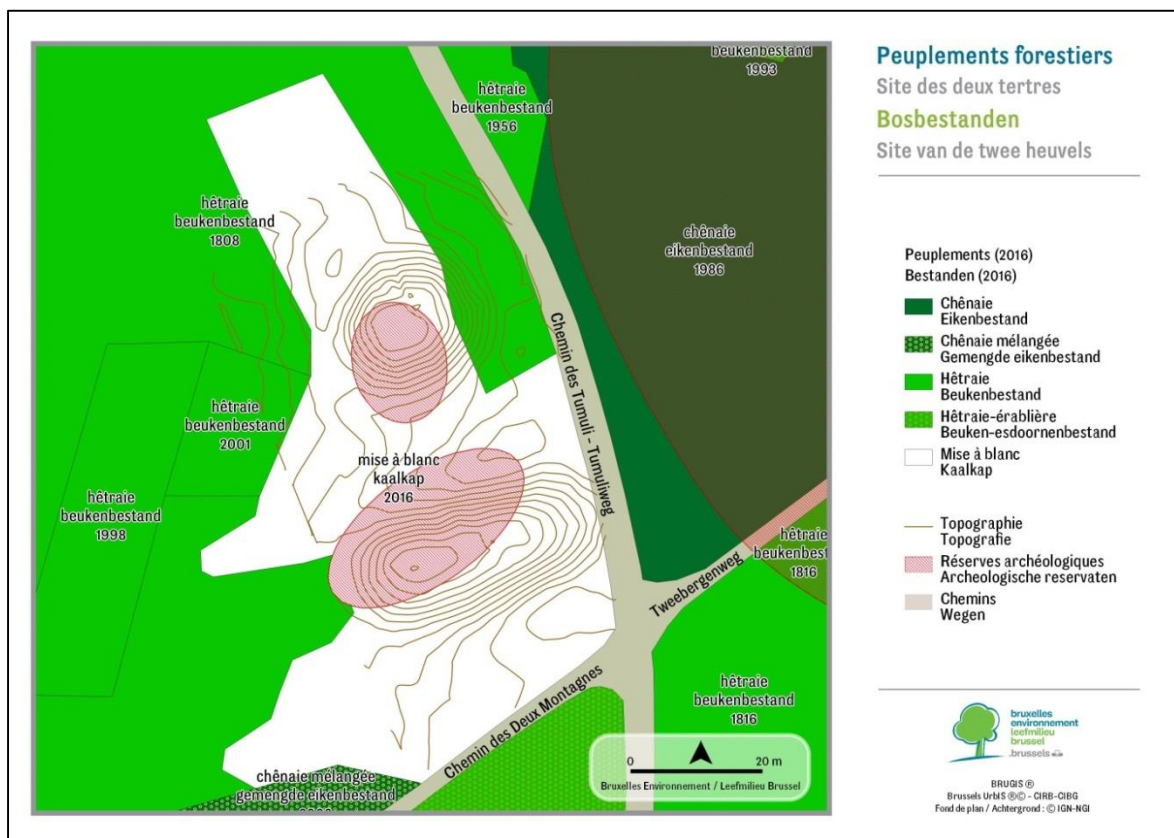 beukenbestand
1993
hêtraie
beukenbestand
1956
hêtraie
beukenbestand
1808
chênaie
eikenbestand
1986
Chemin des Tumuli - Tumuliweg
hêtraie
beukenbestand
2001
mise à blanc
kaalkap
2016
hêtraie
beukenbestand
1998
hêtraie
beukenbest
1816
Tweebergenweg
Chemin des Deux Montagnes
hêtraie
beukenbestand
1816
chênaie mélangée
gemengde eikenbestand
0 20 m
Bruxelles Environnement / Leefmilieu Brussel
Peuplements forestiers
Site des deux tertres
Bosbestanden
Site van de twee heuvels
Peuplements (2016)
Bestanden (2016)
Chênaie
Eikenbestand
Chênaie mélangée
Gemengde eikenbestand
Hêtraie
Beukenbestand
Hêtraie-érablière
Beuken-esdoornenbestand
Mise à blanc
Kaalkap
Topographie
Topografie
Réserves archéologiques
Archeologische reservaten
Chemins
Wegen
bruxelles
environnement
leefmilieu
brussel
.brussels
BRUGIS ®
Brussels UrbIS ®© - CIRB-CIBG
Fond de plan / Achtergrond : © IGN-NGI